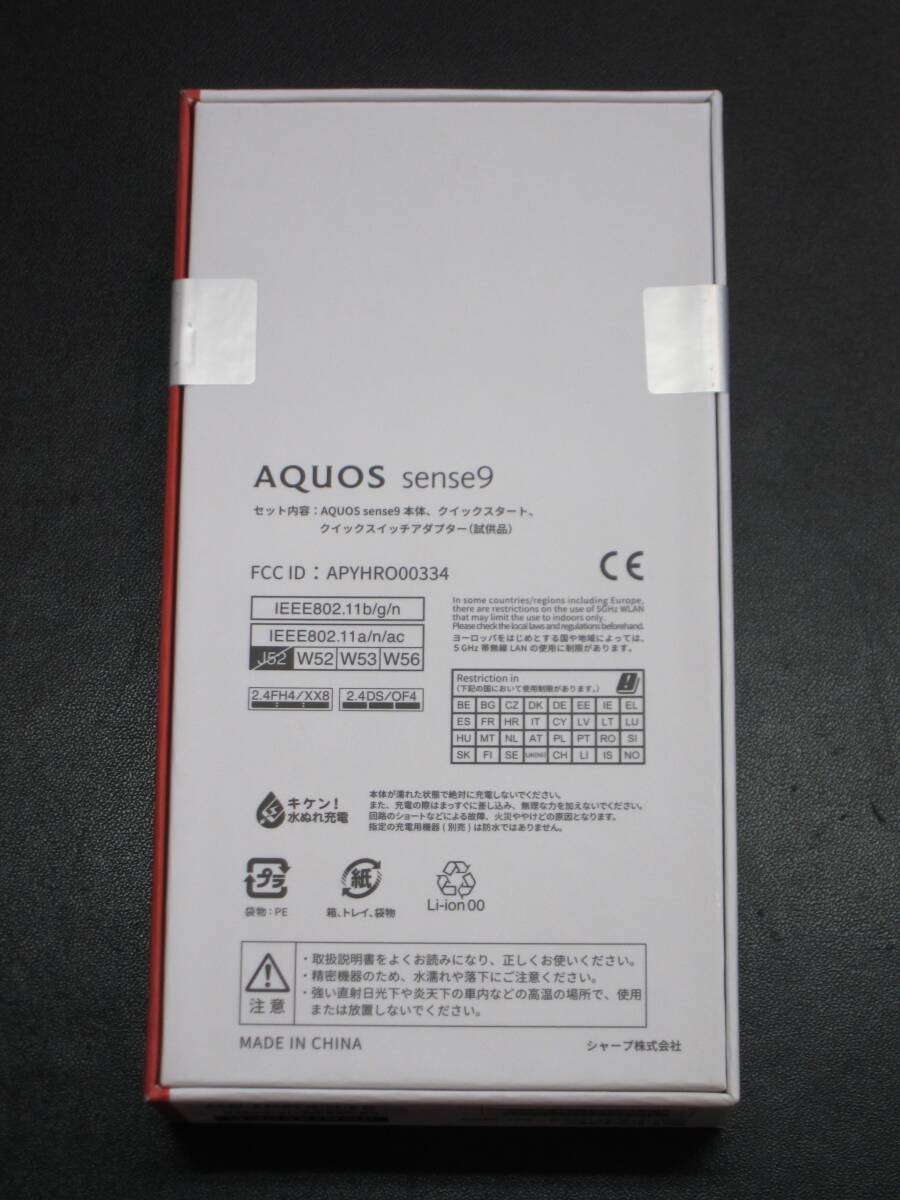 AQUOS sense9
セット内容：AQUOS sense9 本体、クイックスタート、
クイックスイッチアダプター（試供品）
FCC ID：APYHRO00334
CE
IEEE802.11b/g/n
IEEE802.11a/n/ac
J52 W52 W53 W56
2.4FH4/XX8 2.4DS/OF4
In some countries/regions including Europe,
there are restrictions on the use of 5GHz WLAN
that may limit the use to indoors only.
Please check the local laws and regulations beforehand.
ヨーロッパをはじめとする国や地域によっては、
5 GHz 帯無線 LAN の使用に制限があります。
Restriction in
（下記の国において使用制限があります。）
BE BG CZ DK DE EE IE EL
ES FR HR IT CY LV LT LU
HU MT NL AT PL PT RO SI
SK FI SE UK(NI) CH LI IS NO
キケン！
水ぬれ充電
本体が濡れた状態で絶対に充電しないでください。
また、充電の際はまっすぐに差し込み、無理な力を加えないでください。
回路のショートなどによる故障、火災ややけどの原因となります。
指定の充電用機器（別売）は防水ではありません。
プラ
袋物：PE
紙
箱、トレイ、袋物
Li-ion 00
注意
・取扱説明書をよくお読みになり、正しくお使いください。
・精密機器のため、水濡れや落下にご注意ください。
・強い直射日光下や炎天下の車内などの高温の場所で、使用
または放置しないでください。
MADE IN CHINA
シャープ株式会社